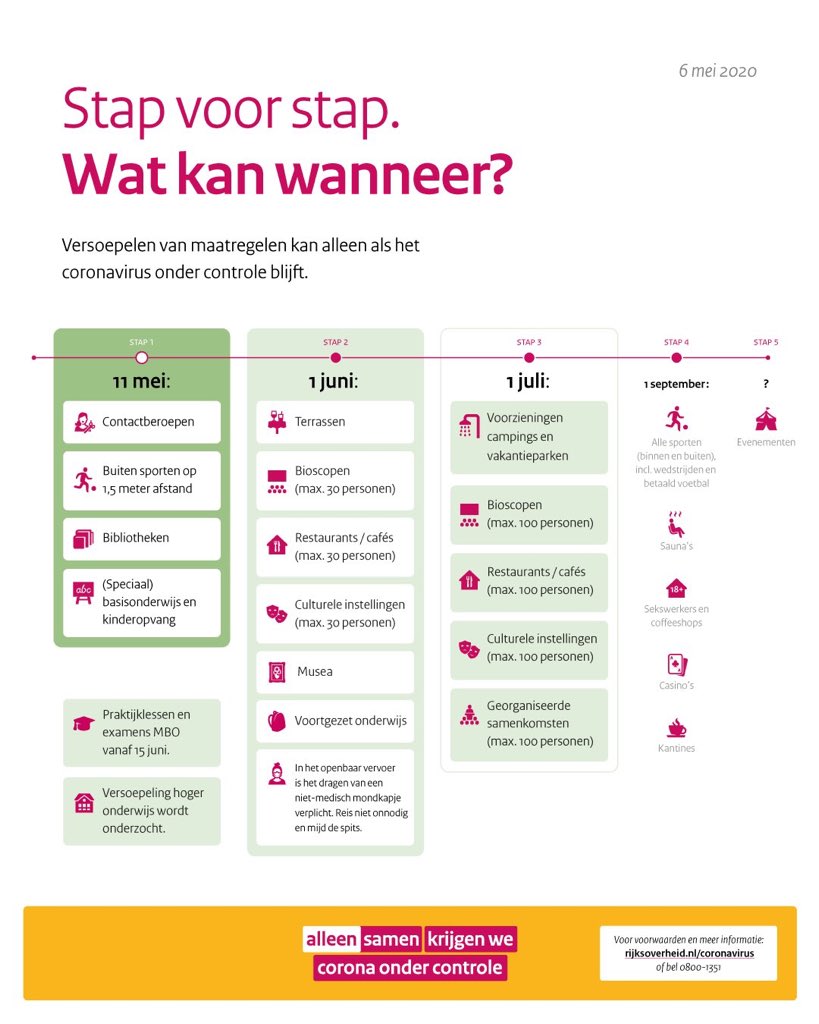 6 mei 2020
Stap voor stap.
Wat kan wanneer?
Versoepelen van maatregelen kan alleen als het
coronavirus onder controle blijft.
STAP 1
11 mei:
Contactberoepen
Buiten sporten op
1,5 meter afstand
Bibliotheken
abc
(Speciaal)
basisonderwijs en
kinderopvang
Praktijklessen en
examens MBO
vanaf 15 juni.
Versoepeling hoger
onderwijs wordt
onderzocht.
STAP 2
1 juni:
Terrassen
Bioscopen
(max. 30 personen)
Restaurants / cafés
(max. 30 personen)
Culturele instellingen
(max. 30 personen)
Musea
Voortgezet onderwijs
In het openbaar vervoer
is het dragen van een
niet-medisch mondkapje
verplicht. Reis niet onnodig
en mijd de spits.
STAP 3
1 juli:
Voorzieningen
campings en
vakantieparken
Bioscopen
(max. 100 personen)
Restaurants / cafés
(max. 100 personen)
Culturele instellingen
(max. 100 personen)
Georganiseerde
samenkomsten
(max. 100 personen)
STAP 4
1 september:
Alle sporten
(binnen en buiten),
incl. wedstrijden en
betaald voetbal
Sauna's
18+
Sekswerkers en
coffeeshops
Casino's
Kantines
STAP 5
?
Evenementen
alleen samen krijgen we
corona onder controle
Voor voorwaarden en meer informatie:
rijksoverheid.nl/coronavirus
of bel 0800-1351